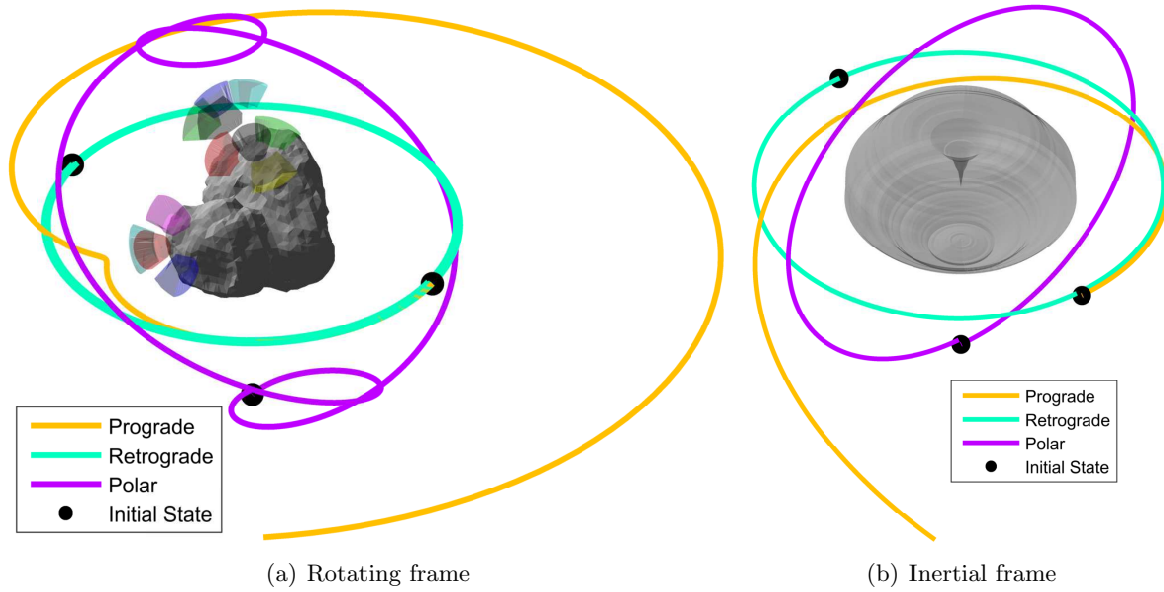 Prograde
Retrograde
Polar
Initial State
(a) Rotating frame
Prograde
Retrograde
Polar
Initial State
(b) Inertial frame